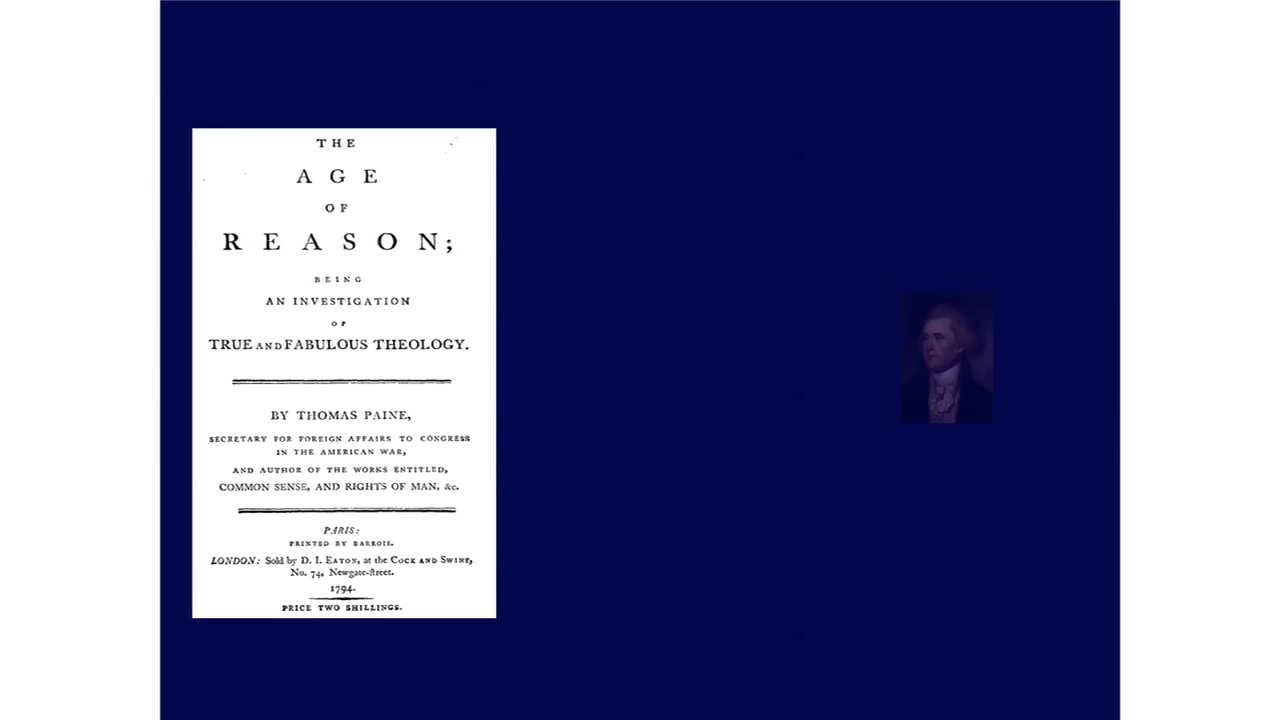 THE
AGE
OF
REASON;
BEING
AN INVESTIGATION
OF
TRUE AND FABULOUS THEOLOGY.
BY THOMAS PAINE,
SECRETARY FOR FOREIGN AFFAIRS TO CONGRESS
IN THE AMERICAN WAR,
AND AUTHOR OF THE WORKS ENTITLED,
COMMON SENSE, AND RIGHTS OF MAN, &c.
PARIS:
PRINTED BY BARROIS.
LONDON: Sold by D. I. EATON, at the COCK AND SWINE,
No. 74, Newgate-ſtreet.
1794.
PRICE TWO SHILLINGS.